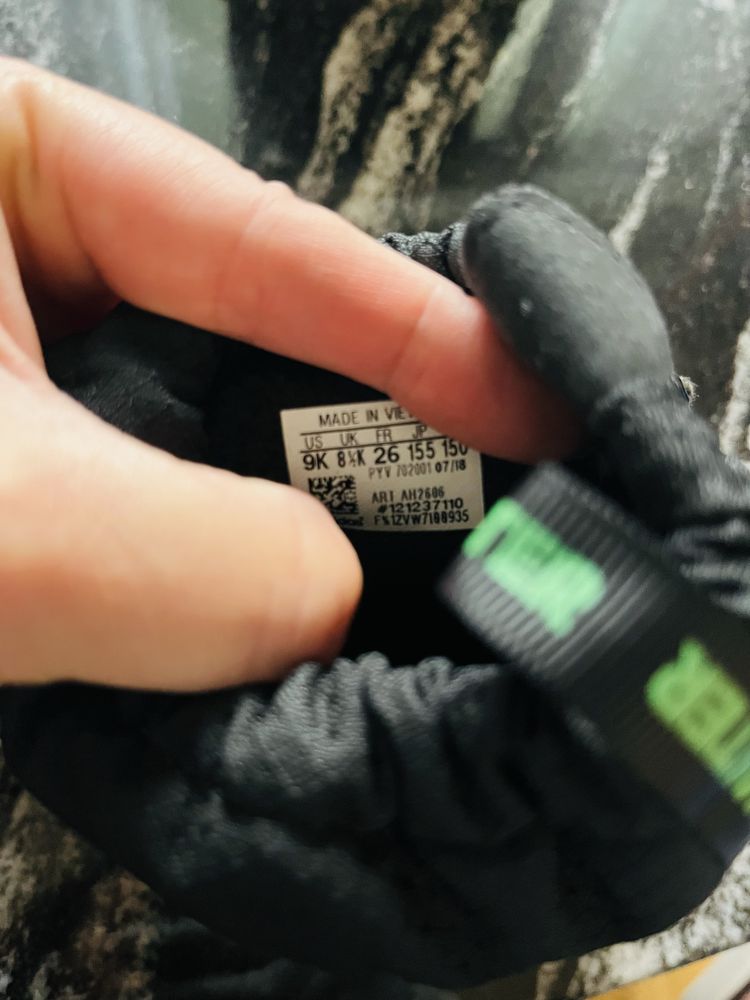 MADE IN VIE
US UK FR JP
9K 8½K 26 155 150
PYV 702001 07/18
ART AH2606
#121237110
F%1ZVW7188935